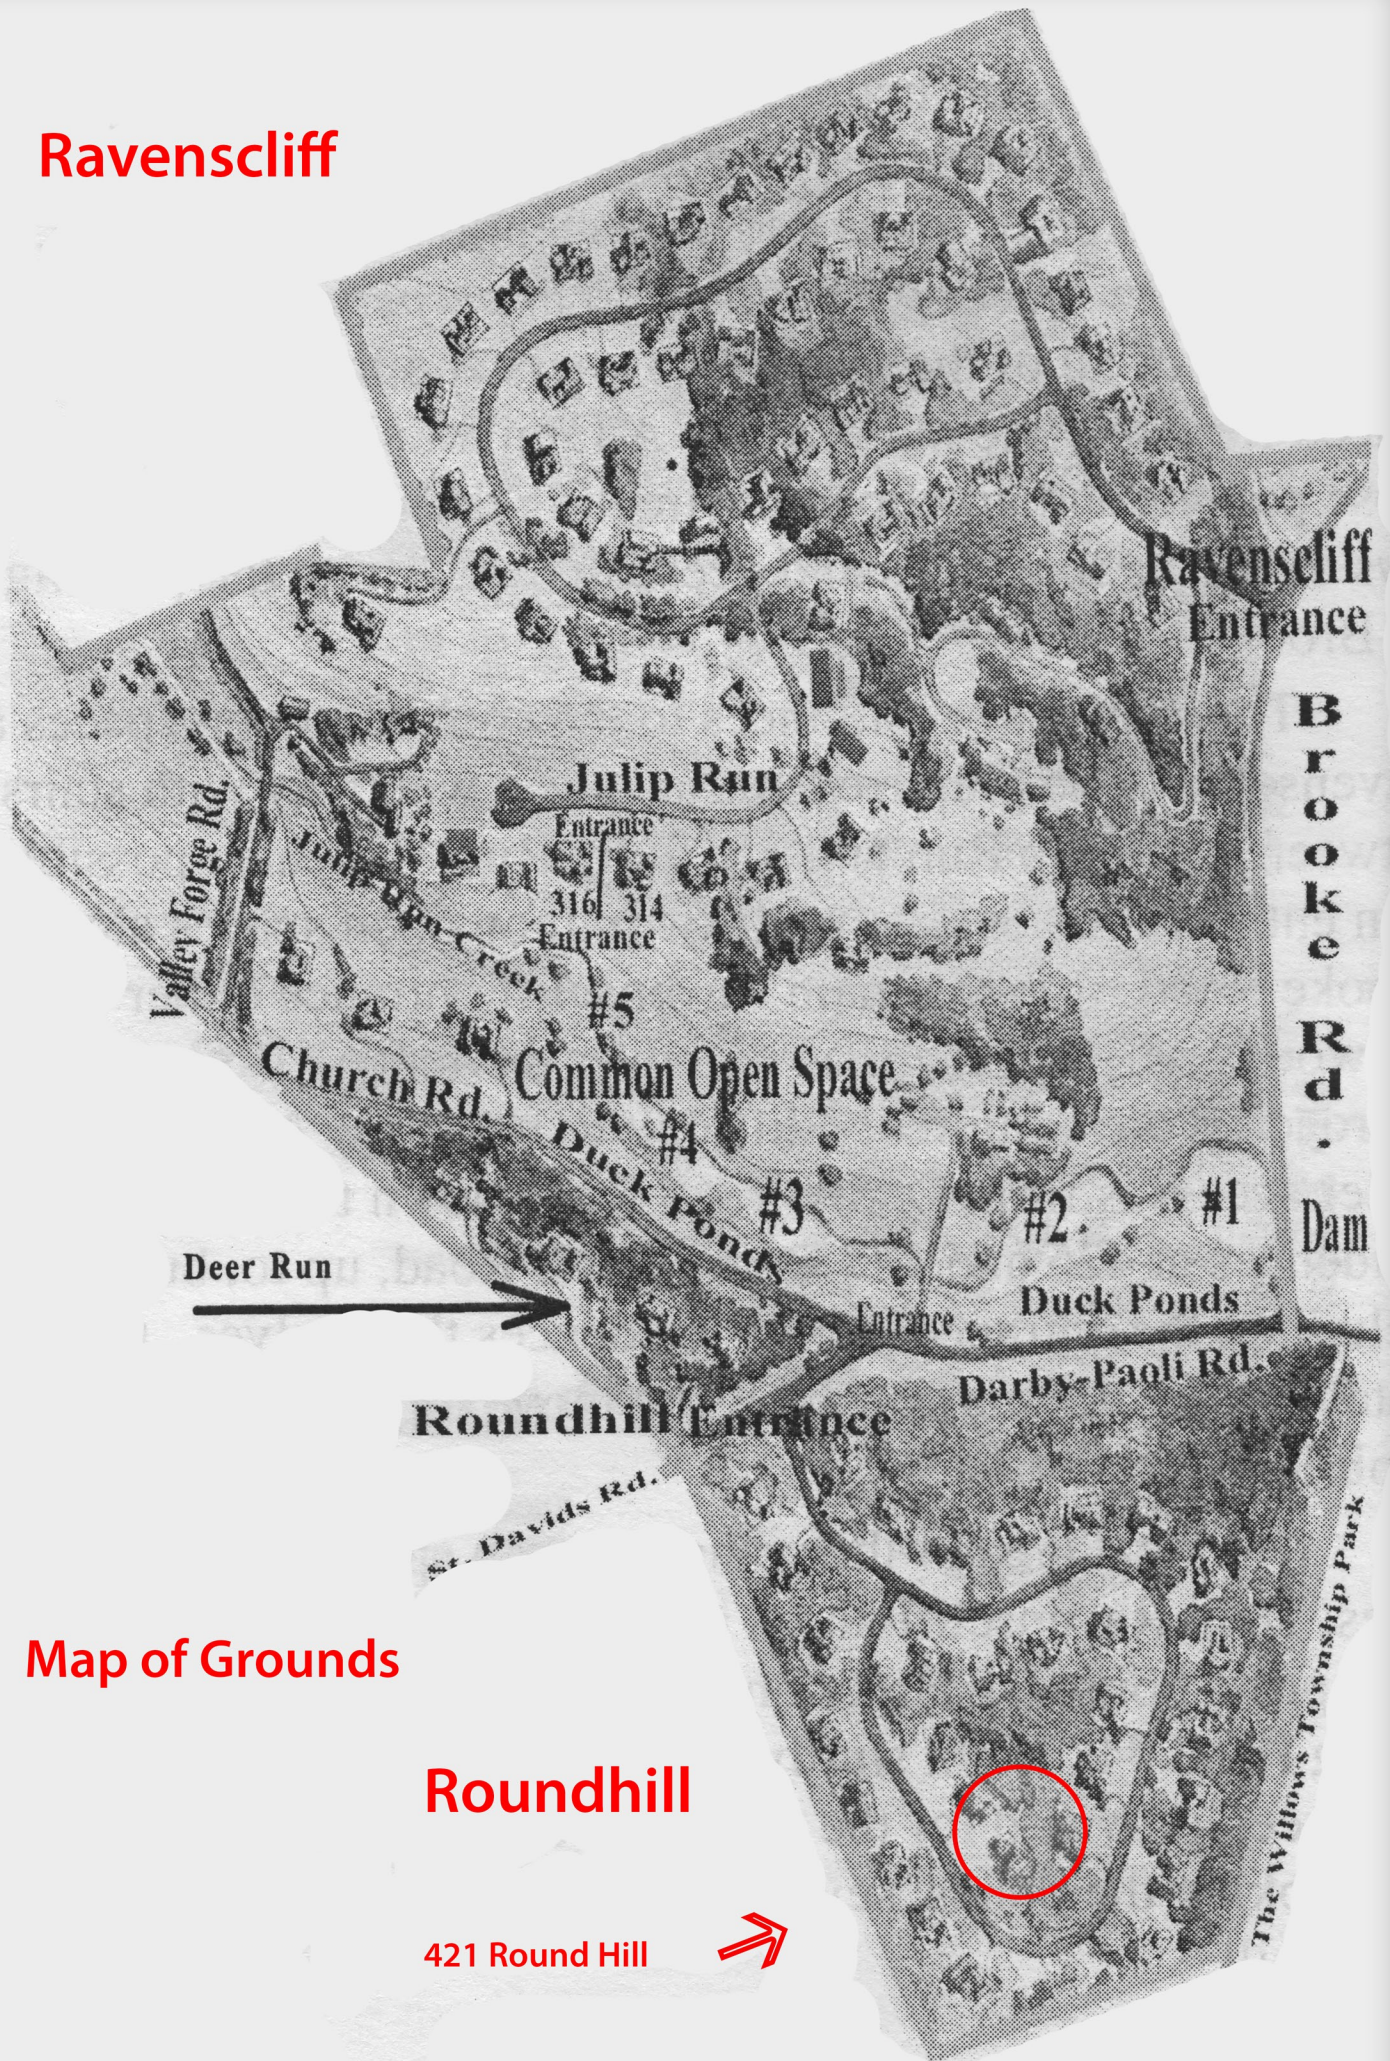 Ravenscliff
Ravenscliff
Entrance
Brooke Rd.
Julip Run
Entrance
316 314
Entrance
Valley Forge Rd.
Julip Run Creek
#5
Church Rd.
Common Open Space
#4
Duck Ponds
#3
#2
#1
Dam
Deer Run
Duck Ponds
Entrance
Darby-Paoli Rd.
Roundhill Entrance
St. Davids Rd.
The Willows Township Park
Map of Grounds
Roundhill
421 Round Hill